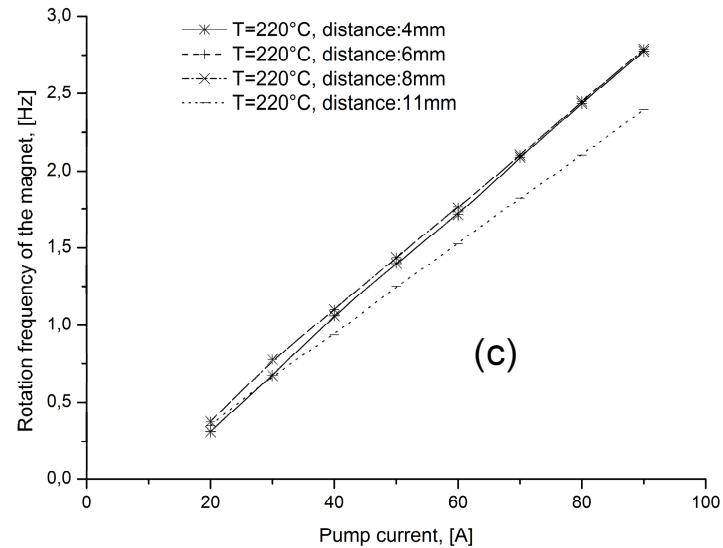 T=220°C, distance:4mm
T=220°C, distance:6mm
T=220°C, distance:8mm
T=220°C, distance:11mm
3,0
2,5
2,0
1,5
1,0
0,5
0,0
Rotation frequency of the magnet, [Hz]
(c)
0 20 40 60 80 100
Pump current, [A]